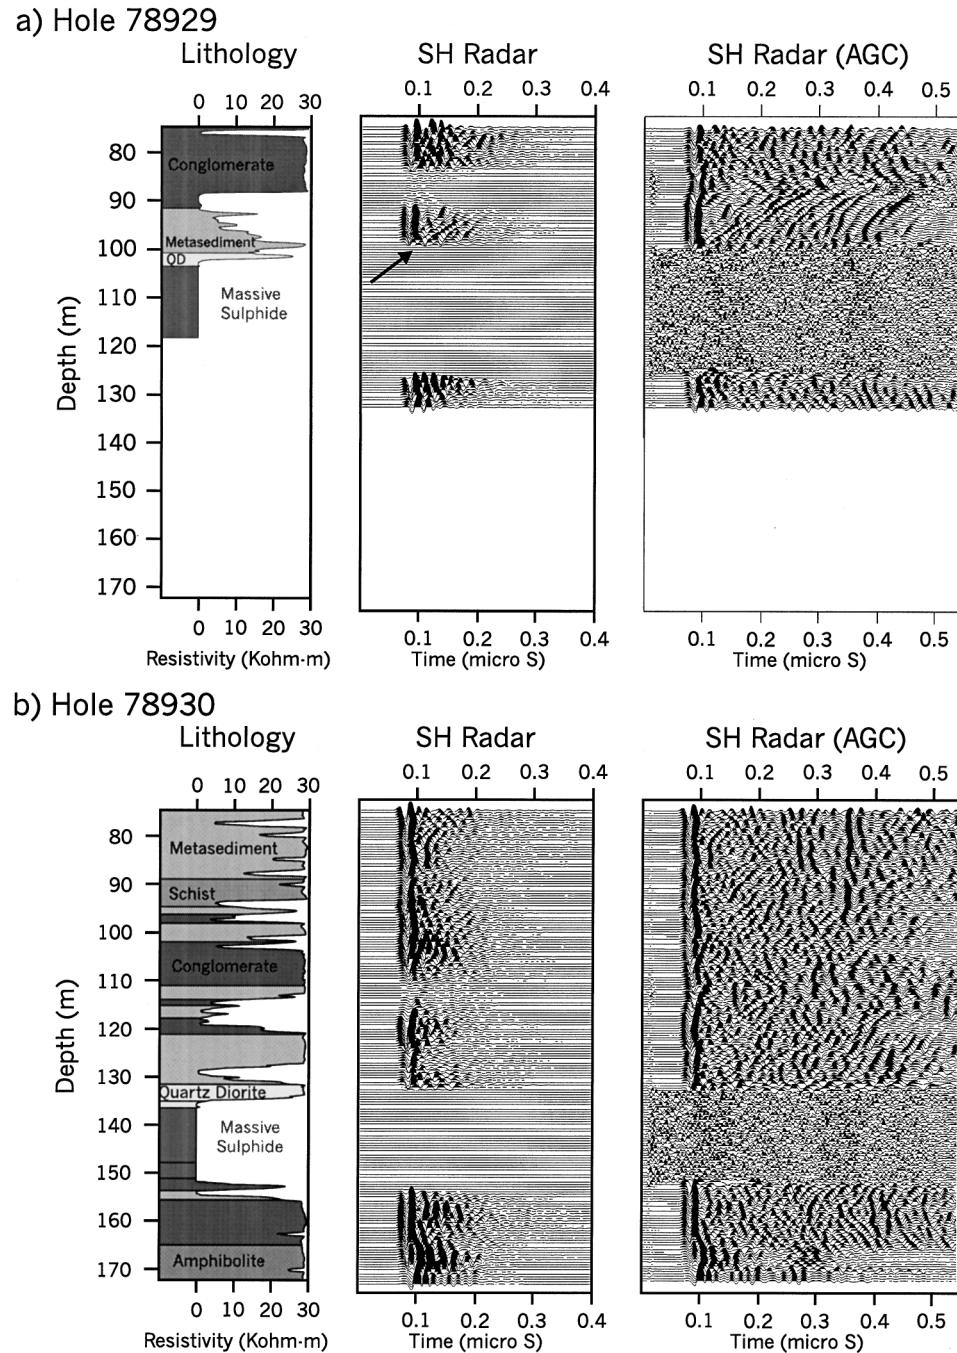 a) Hole 78929
Lithology SH Radar SH Radar (AGC)
0 10 20 30 0.1 0.2 0.3 0.4 0.1 0.2 0.3 0.4 0.5
80
Conglomerate
90
Metasediment
100
QD
110
Massive
Sulphide
120
130
140
150
160
170
Depth (m)
0 10 20 30 0.1 0.2 0.3 0.4 0.1 0.2 0.3 0.4 0.5
Resistivity (Kohm-m) Time (micro S) Time (micro S)
b) Hole 78930
Lithology SH Radar SH Radar (AGC)
0 10 20 30 0.1 0.2 0.3 0.4 0.1 0.2 0.3 0.4 0.5
80
Metasediment
90
Schist
100
Conglomerate
110
120
130
Quartz Diorite
140
Massive
Sulphide
150
160
Amphibolite
170
Depth (m)
0 10 20 30 0.1 0.2 0.3 0.4 0.1 0.2 0.3 0.4 0.5
Resistivity (Kohm-m) Time (micro S) Time (micro S)